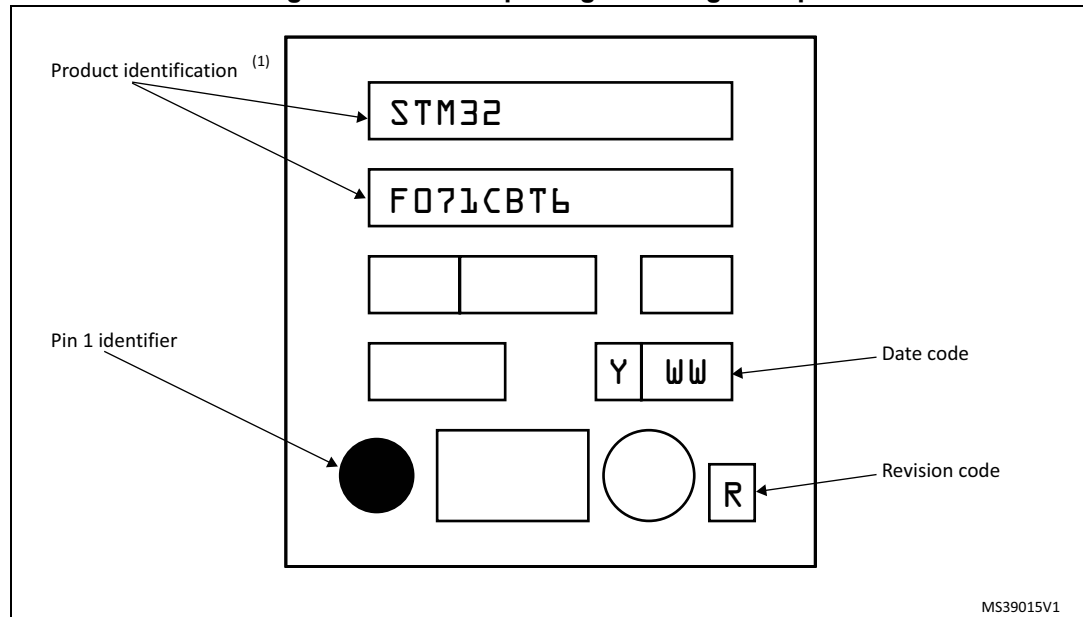 Product identification (1)
STM32
F071CBT6
Pin 1 identifier
Y WW
Date code
R
Revision code
MS39015V1